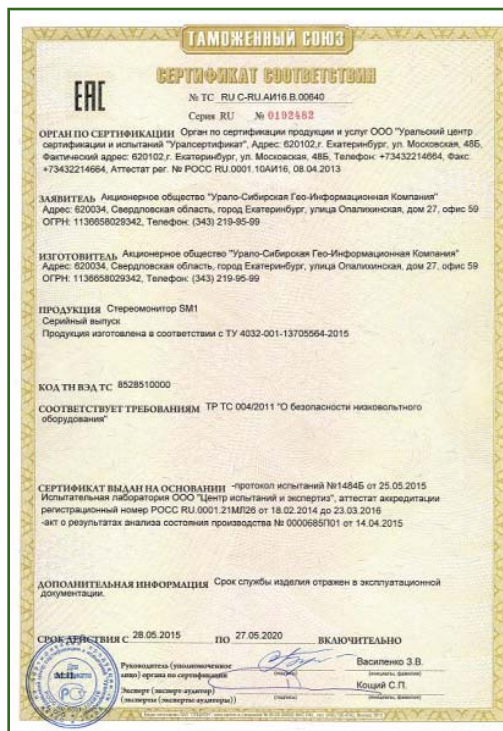 ТАМОЖЕННЫЙ СОЮЗ
ЕАС
СЕРТИФИКАТ СООТВЕТСТВИЯ
№ ТС RU C-RU.АИ16.В.00640
Серия RU № 0192482
ОРГАН ПО СЕРТИФИКАЦИИ Орган по сертификации продукции и услуг ООО "Уральский центр
сертификации и испытаний "Уралсертификат", Адрес: 620102,г. Екатеринбург, ул. Московская, 48Б,
Фактический адрес: 620102,г. Екатеринбург, ул. Московская, 48Б, Телефон: +73432214664, Факс:
+73432214664, Аттестат рег. № РОСС RU.0001.10АИ16, 08.04.2013
ЗАЯВИТЕЛЬ Акционерное общество "Урало-Сибирская Гео-Информационная Компания"
Адрес: 620034, Свердловская область, город Екатеринбург, улица Опалихинская, дом 27, офис 59
ОГРН: 1136658029342, Телефон: (343) 219-95-99
ИЗГОТОВИТЕЛЬ Акционерное общество "Урало-Сибирская Гео-Информационная Компания"
Адрес: 620034, Свердловская область, город Екатеринбург, улица Опалихинская, дом 27, офис 59
ОГРН: 1136658029342, Телефон: (343) 219-95-99
ПРОДУКЦИЯ Стереомонитор SM1
Серийный выпуск
Продукция изготовлена в соответствии с ТУ 4032-001-13705564-2015
КОД ТН ВЭД ТС 8528510000
СООТВЕТСТВУЕТ ТРЕБОВАНИЯМ ТР ТС 004/2011 "О безопасности низковольтного
оборудования"
СЕРТИФИКАТ ВЫДАН НА ОСНОВАНИИ -протокол испытаний №1484Б от 25.05.2015
Испытательная лаборатория ООО "Центр испытаний и экспертиз", аттестат аккредитации
регистрационный номер РОСС RU.0001.21МЛ26 от 18.02.2014 до 23.03.2016
-акт о результатах анализа состояния производства № 0000685П01 от 14.04.2015
ДОПОЛНИТЕЛЬНАЯ ИНФОРМАЦИЯ Срок службы изделия отражен в эксплуатационной
документации.
СРОК ДЕЙСТВИЯ С 28.05.2015 ПО 27.05.2020 ВКЛЮЧИТЕЛЬНО
М.П.
Руководитель (уполномоченное
лицо) органа по сертификации (подпись) Василенко З.В. (инициалы, фамилия)
Эксперт (эксперт-аудитор)
(эксперты (эксперты-аудиторы)) (подпись) Кощий С.П. (инициалы, фамилия)